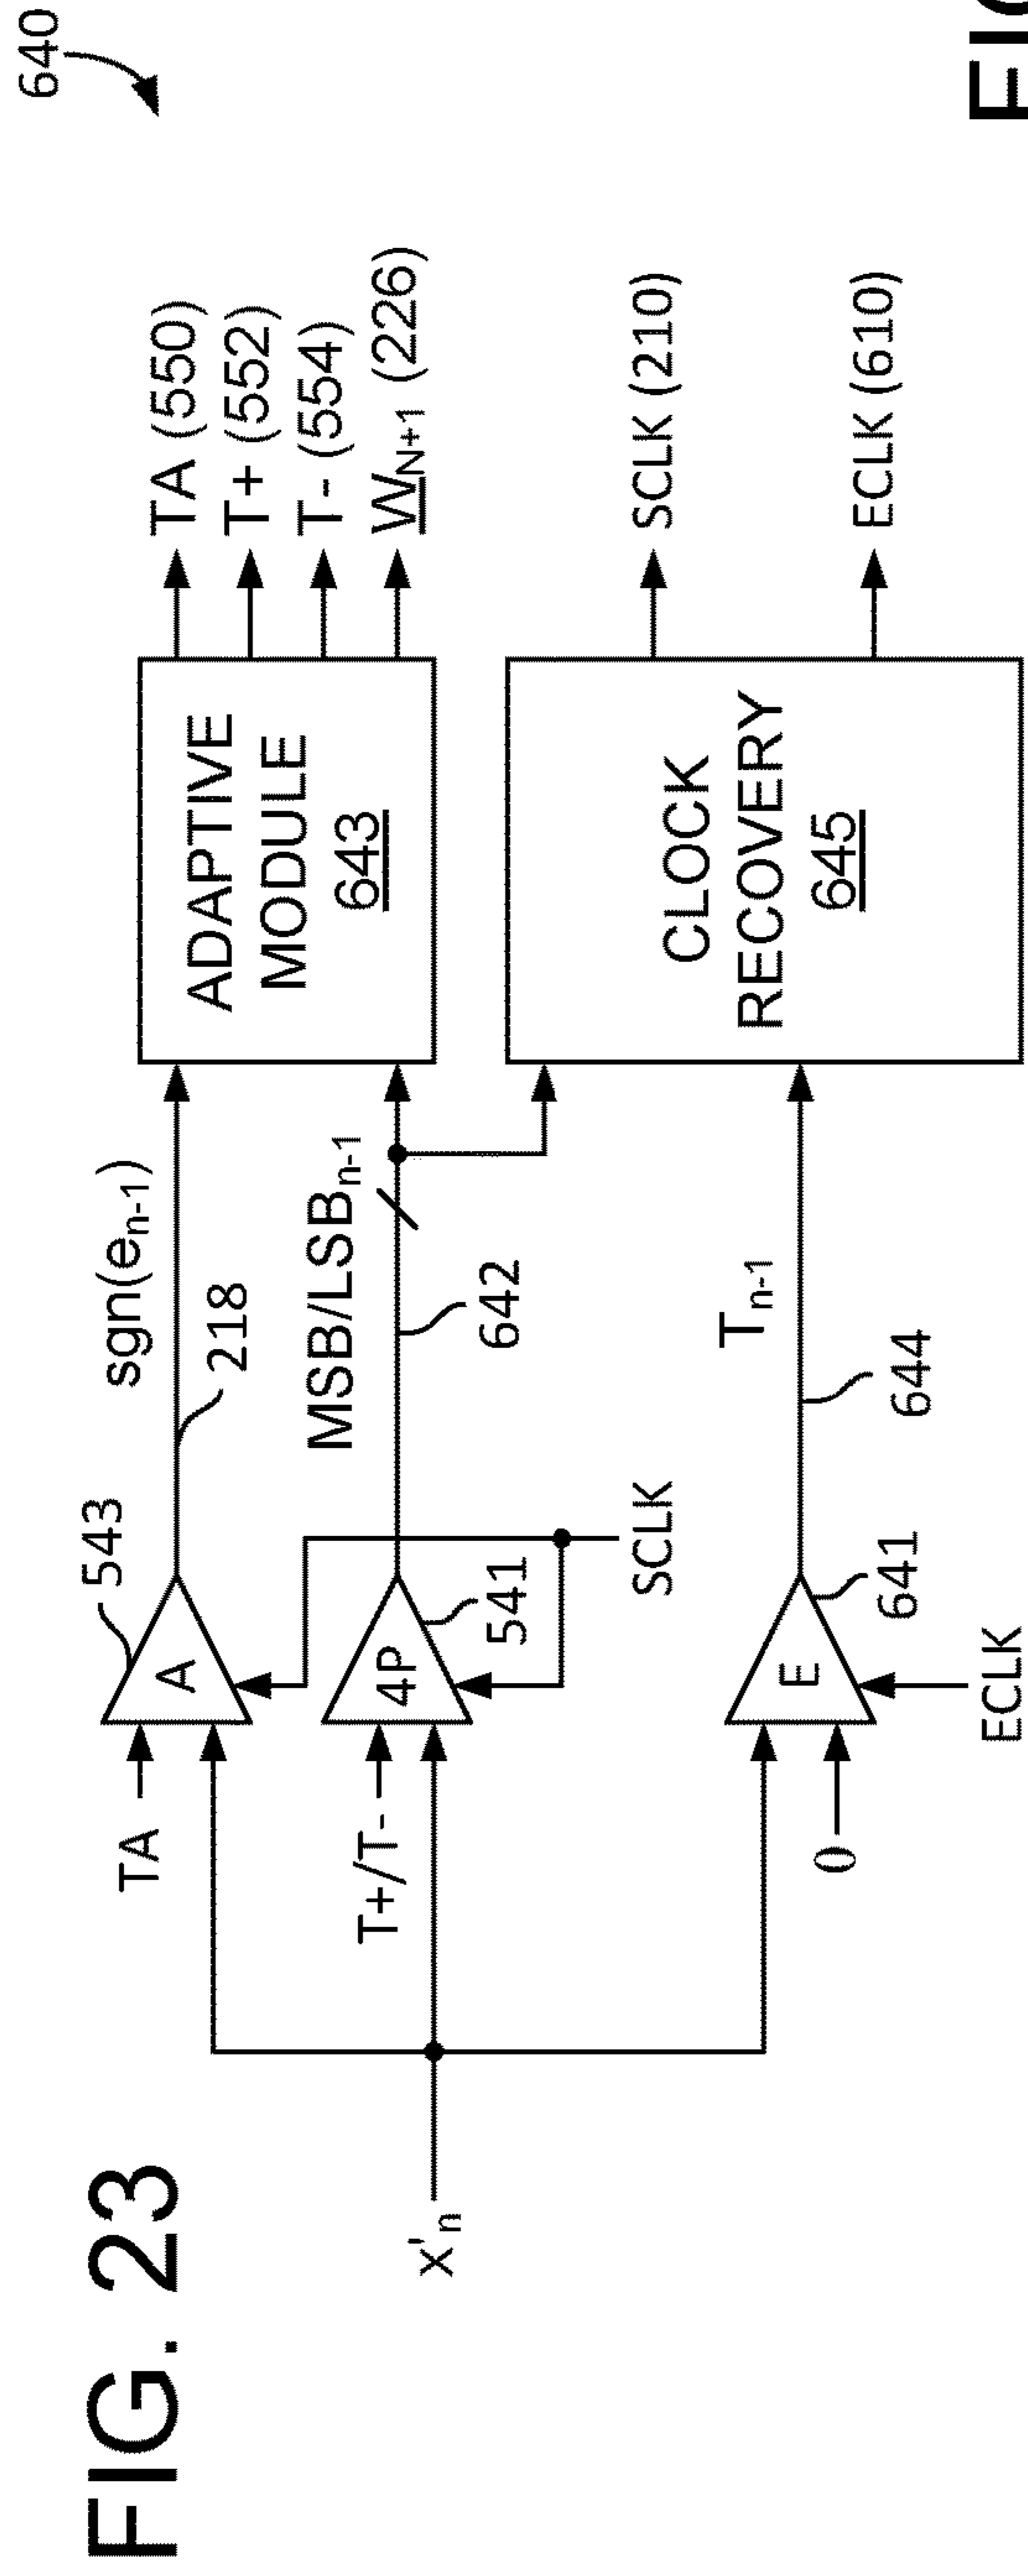 FIG. 23
640
543
TA
A
sgn(eₙ₋₁)
218
ADAPTIVE
MODULE
643
TA (550)
T+ (552)
T- (554)
W_N+1 (226)
x'ₙ
T+/T-
4P
541
MSB/LSBₙ₋₁
642
SCLK
CLOCK
RECOVERY
645
SCLK (210)
ECLK (610)
0
E
641
Tₙ₋₁
644
ECLK